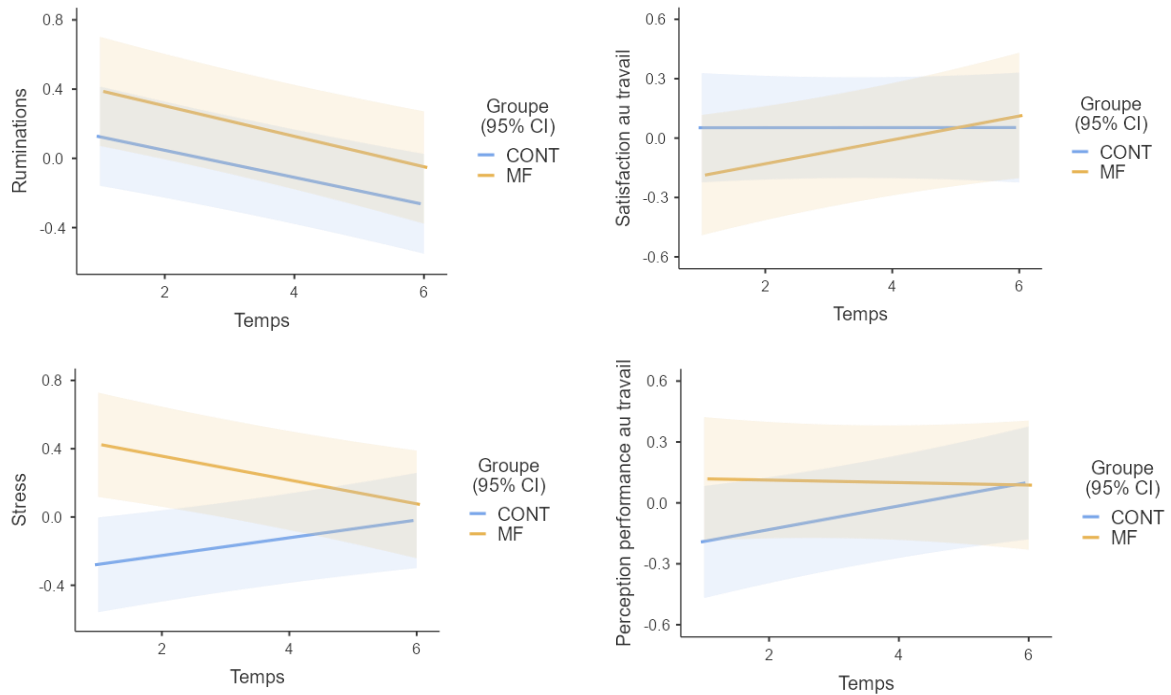 Ruminations
0.8
0.4
0.0
-0.4
2
4
6
Temps
Groupe
(95% CI)
CONT
MF
Satisfaction au travail
0.6
0.3
0.0
-0.3
-0.6
2
4
6
Temps
Groupe
(95% CI)
CONT
MF
Stress
0.8
0.4
0.0
-0.4
2
4
6
Temps
Groupe
(95% CI)
CONT
MF
Perception performance au travail
0.6
0.3
0.0
-0.3
-0.6
2
4
6
Temps
Groupe
(95% CI)
CONT
MF